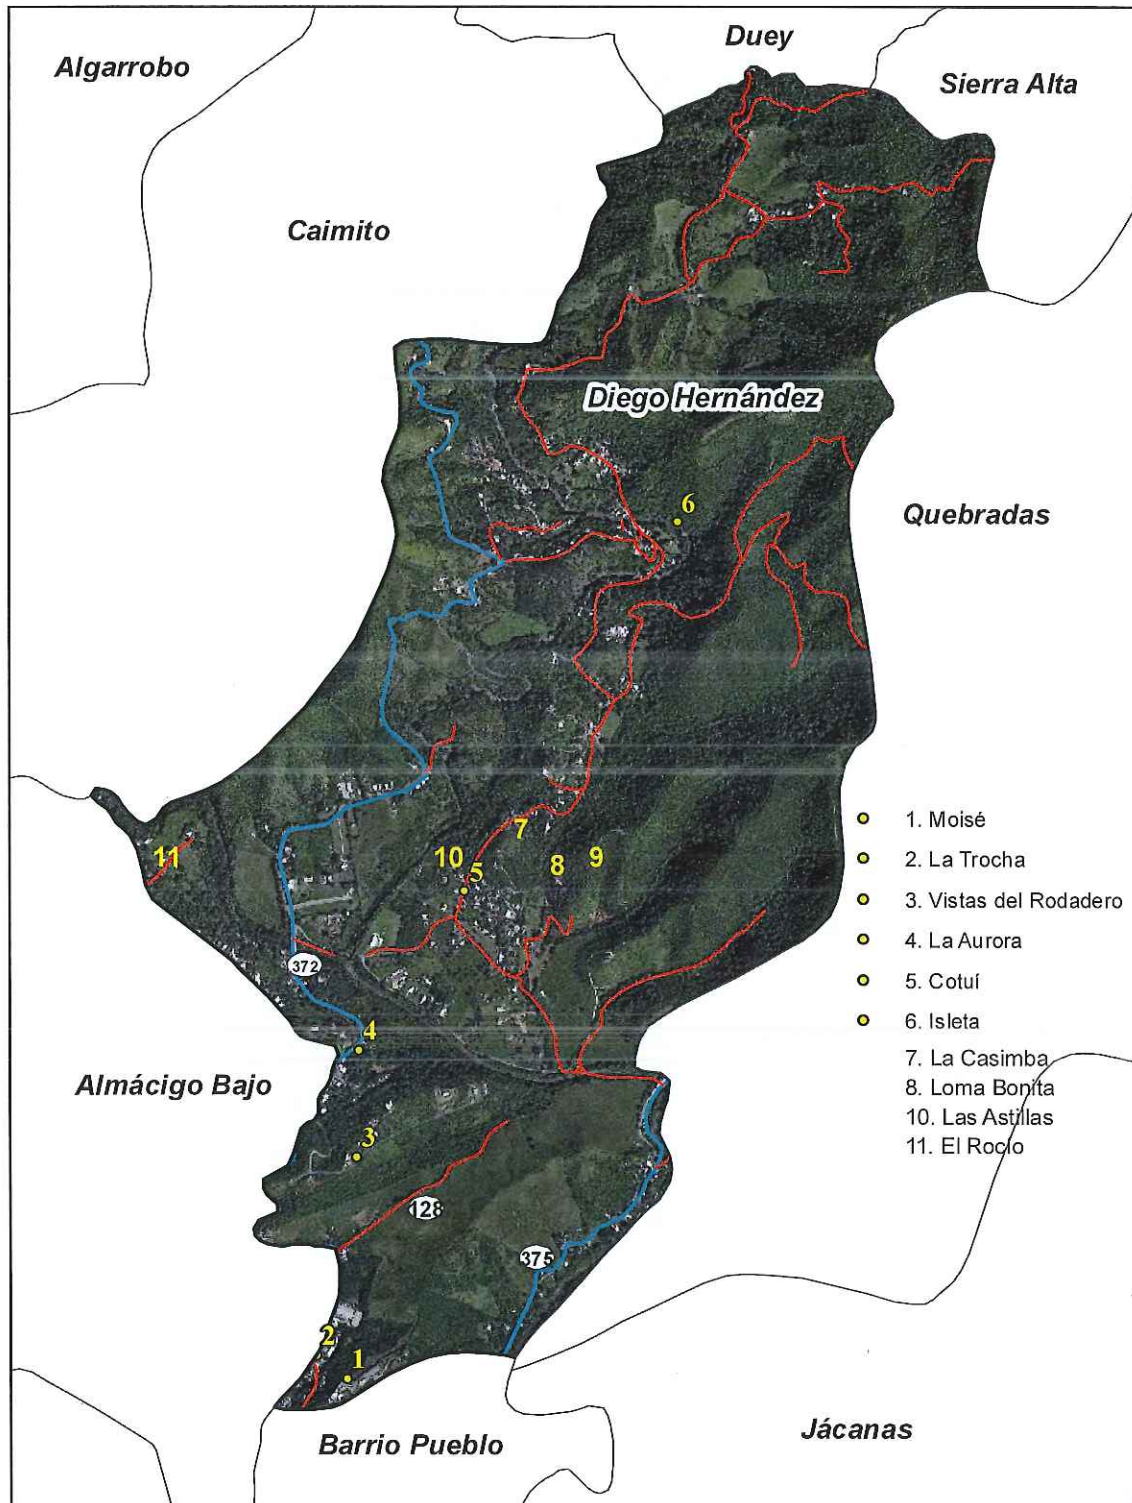 Duey
Algarrobo
Sierra Alta
Caimito
Diego Hernández
6
Quebradas
7
11
10
5
8
9
1. Moisé
2. La Trocha
3. Vistas del Rodadero
4. La Aurora
5. Cotuí
6. Isleta
7. La Casimba
8. Loma Bonita
10. Las Astillas
11. El Rocío
372
4
Almácigo Bajo
3
128
375
2
1
Barrio Pueblo
Jácanas